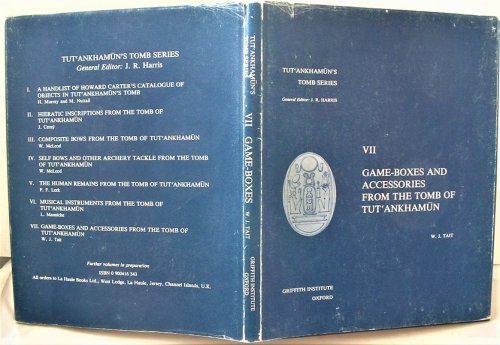 TUT'ANKHAMŪN'S TOMB SERIES
General Editor: J. R. Harris
I. A HANDLIST OF HOWARD CARTER'S CATALOGUE OF
OBJECTS IN TUT'ANKHAMŪN'S TOMB
H. Murray and M. Nuttall
II. HIERATIC INSCRIPTIONS FROM THE TOMB OF
TUT'ANKHAMŪN
J. Černý
III. COMPOSITE BOWS FROM THE TOMB OF TUT'ANKHAMŪN
W. McLeod
IV. SELF BOWS AND OTHER ARCHERY TACKLE FROM THE TOMB
OF TUT'ANKHAMŪN
W. McLeod
V. THE HUMAN REMAINS FROM THE TOMB OF TUT'ANKHAMŪN
F. F. Leek
VI. MUSICAL INSTRUMENTS FROM THE TOMB OF
TUT'ANKHAMŪN
L. Manniche
VII. GAME-BOXES AND ACCESSORIES FROM THE TOMB OF
TUT'ANKHAMŪN
W. J. Tait
Further volumes in preparation
ISBN 0 900416 343
All orders to La Haule Books Ltd., West Lodge, La Haule, Jersey, Channel Islands, U.K.
TUT'ANKHAMŪN'S
TOMB SERIES
VII GAME-BOXES
W. J. TAIT
GRIFFITH INSTITUTE
OXFORD
TUT'ANKHAMŪN'S
TOMB SERIES
General Editor: J. R. HARRIS
VII
GAME-BOXES AND
ACCESSORIES
FROM THE TOMB OF
TUT'ANKHAMŪN
W. J. TAIT
GRIFFITH INSTITUTE
OXFORD